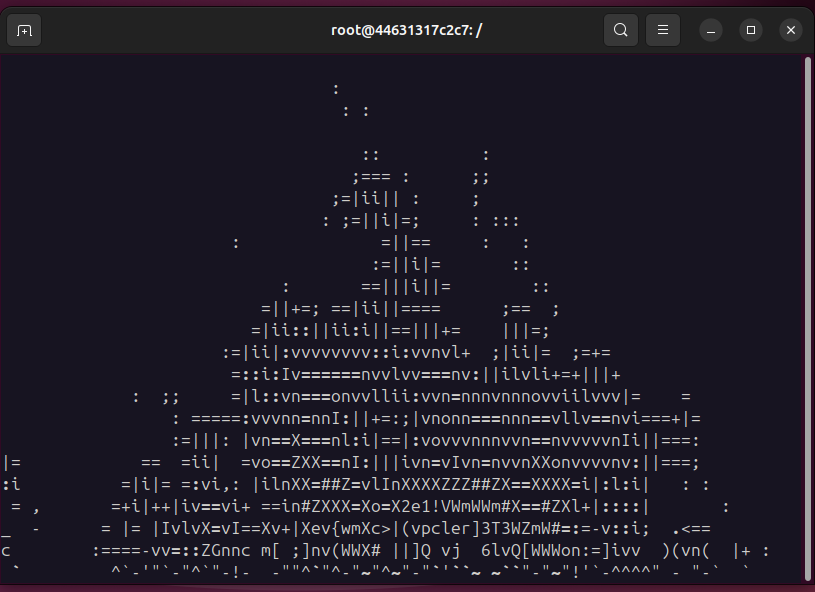 root@44631317c2c7: /
                                  :
                                   : :

                                     ::           :
                                    ;=== :      ;;
                                  ;=|ii|| :     ;
                                 : ;=||i|=;     : :::
                        :              =||==     :   :
                                      :=||i|=       ::
                             :       ==|||i||=        ::
                           =||+=; ==|ii||====      ;==  ;
                          =|ii::||ii:i||==|||+=    |||=;
                       :=|ii|:vvvvvvvv::i:vvnvl+  ;|ii|=  ;=+=
                        =::i:Iv======nvvlvv===nv:||ilvli+=+|||+
              :  ;;     =|l::vn===onvvllii:vvn=nnnvnnnovviilvvv|=    =
                  : =====:vvvnn=nnI:||+=:;|vnonn===nnn==vllv==nvi===+|=
                  :=|||: |vn==X===nl:i|==|:vovvvnnnvvn==nvvvvvnIi||===:
|=             ==  =ii|  =vo==ZXX==nI:|||ivn=vIvn=nvvnXXOnvvvvnv:||===;
:i           =|i|= =:vi,: |ilnXX=##Z=vlInXXXXZZZ##ZX==XXXX=i|:l:i|   : :
 = ,       =+i|++|iv==vi+ ==in#ZXXX=Xo=X2e1!VWmWWm#X==#ZXl+|::::|       :
_  -      = |= |IvlvX=vI==Xv+|Xev{wmXc>|(vpcler]3T3WZmW#=:=-v::i;  .<==
c        :====-vv=::ZGnnc m[ ;]nv(WWX# ||]Q vj  6lvQ[WWWon:=]ivv  )(vn(  |+ :
 `         ^`-'"`-"^`"-!-  -""^`"^-"~"^~"-"`'``~ ~``"-"~"!'`-^^^^" - "-`  `